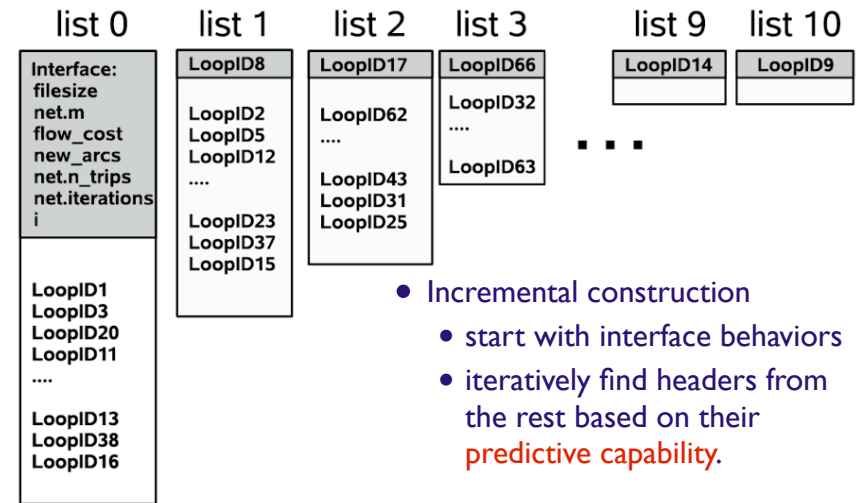 list 0
list 1
list 2
list 3
list 9
list 10
Interface:
filesize
net.m
flow_cost
new_arcs
net.n_trips
net.iterations
i
LoopID1
LoopID3
LoopID20
LoopID11
....
LoopID13
LoopID38
LoopID16
LoopID8
LoopID2
LoopID5
LoopID12
....
LoopID23
LoopID37
LoopID15
LoopID17
LoopID62
....
LoopID43
LoopID31
LoopID25
LoopID66
LoopID32
....
LoopID63
...
LoopID14
LoopID9
• Incremental construction
• start with interface behaviors
• iteratively find headers from
the rest based on their
predictive capability.